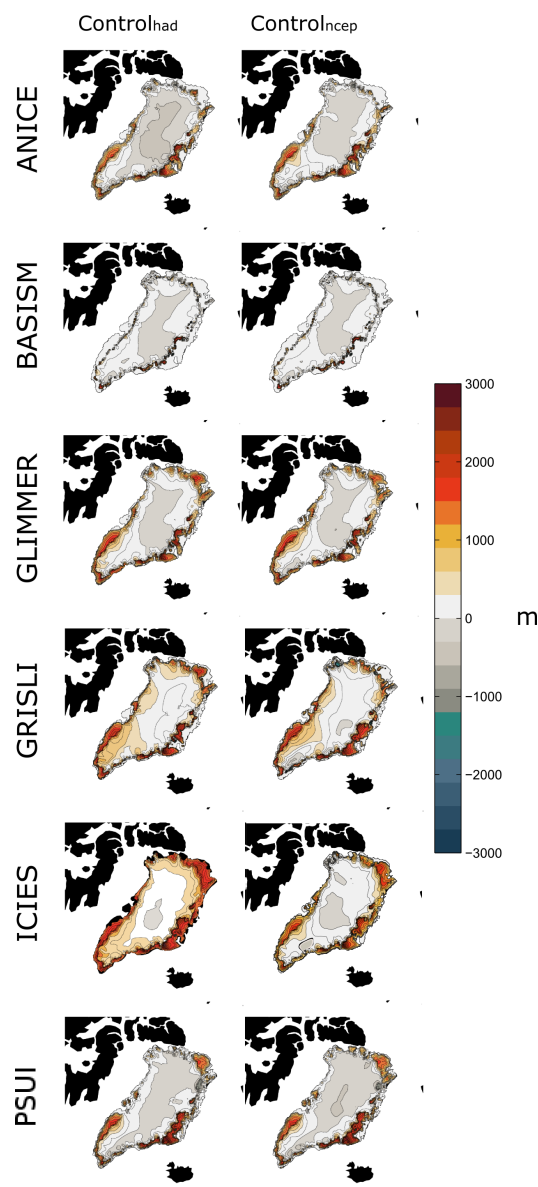 Controlhad Controlncep
ANICE
BASISM
GLIMMER
GRISLI
ICIES
PSUI
3000
2000
1000
0
−1000
−2000
−3000
m